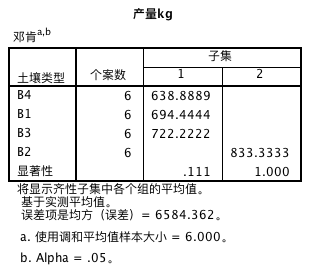 产量kg
邓肯a,b
子集
土壤类型 个案数 1 2
B4 6 638.8889
B1 6 694.4444
B3 6 722.2222
B2 6 833.3333
显著性 .111 1.000
将显示齐性子集中各个组的平均值。
基于实测平均值。
误差项是均方（误差）= 6584.362。
a. 使用调和平均值样本大小 = 6.000。
b. Alpha = .05。